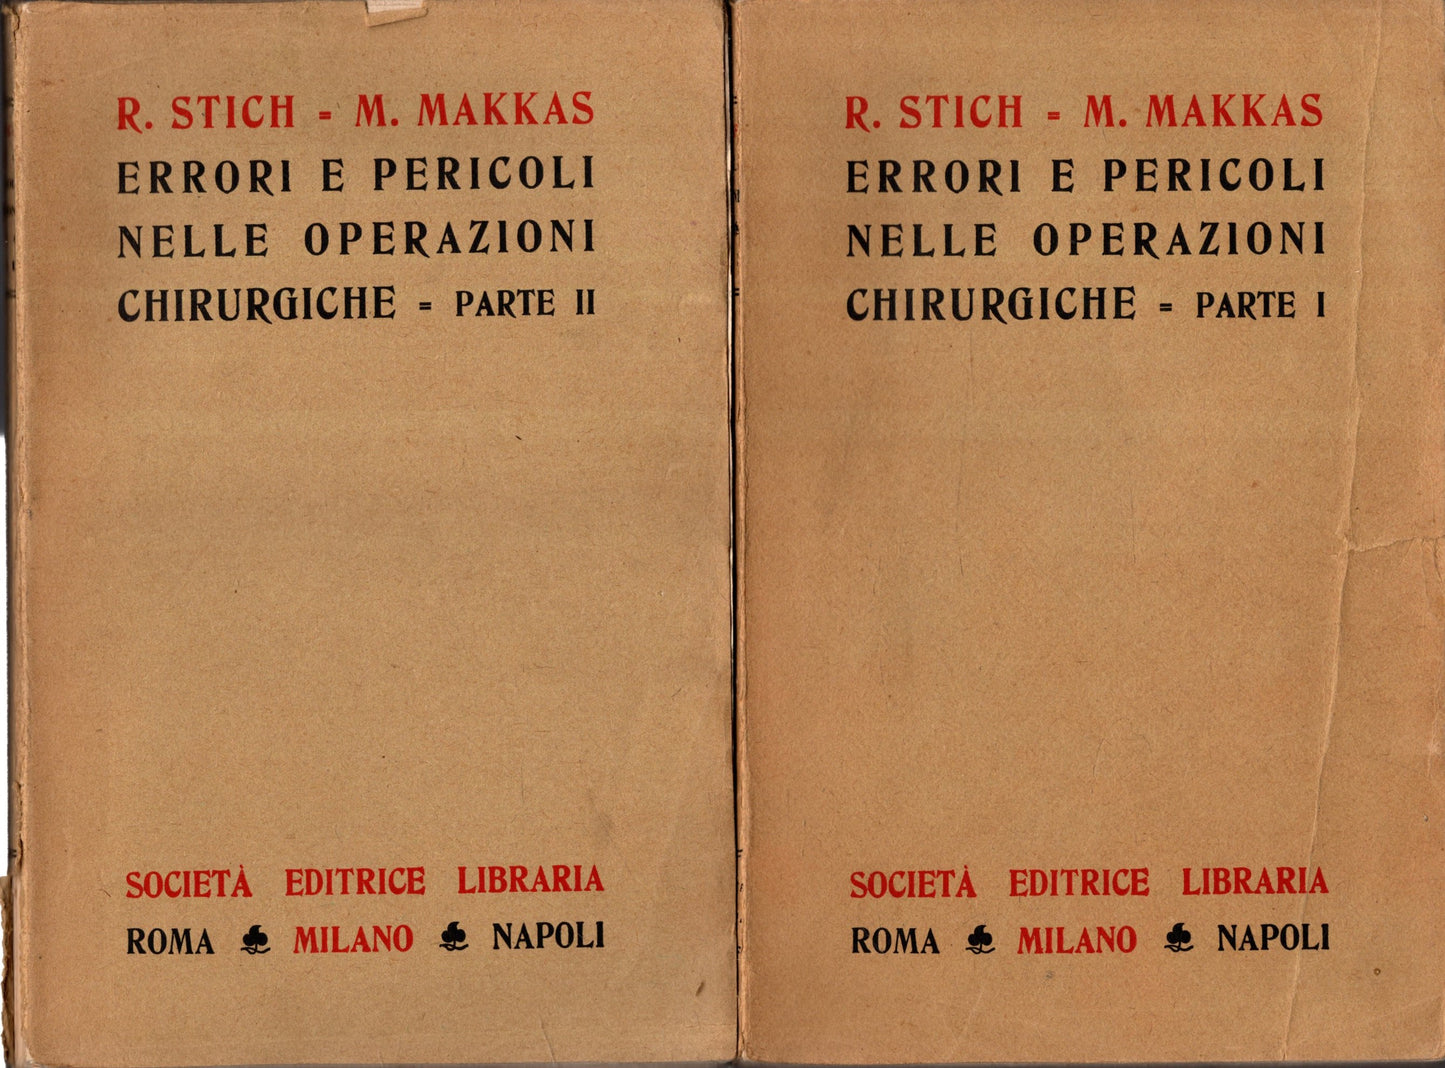 R. STICH = M. MAKKAS
ERRORI E PERICOLI
NELLE OPERAZIONI
CHIRURGICHE = PARTE II
SOCIETÀ EDITRICE LIBRARIA
ROMA MILANO NAPOLI
R. STICH = M. MAKKAS
ERRORI E PERICOLI
NELLE OPERAZIONI
CHIRURGICHE = PARTE I
SOCIETÀ EDITRICE LIBRARIA
ROMA MILANO NAPOLI